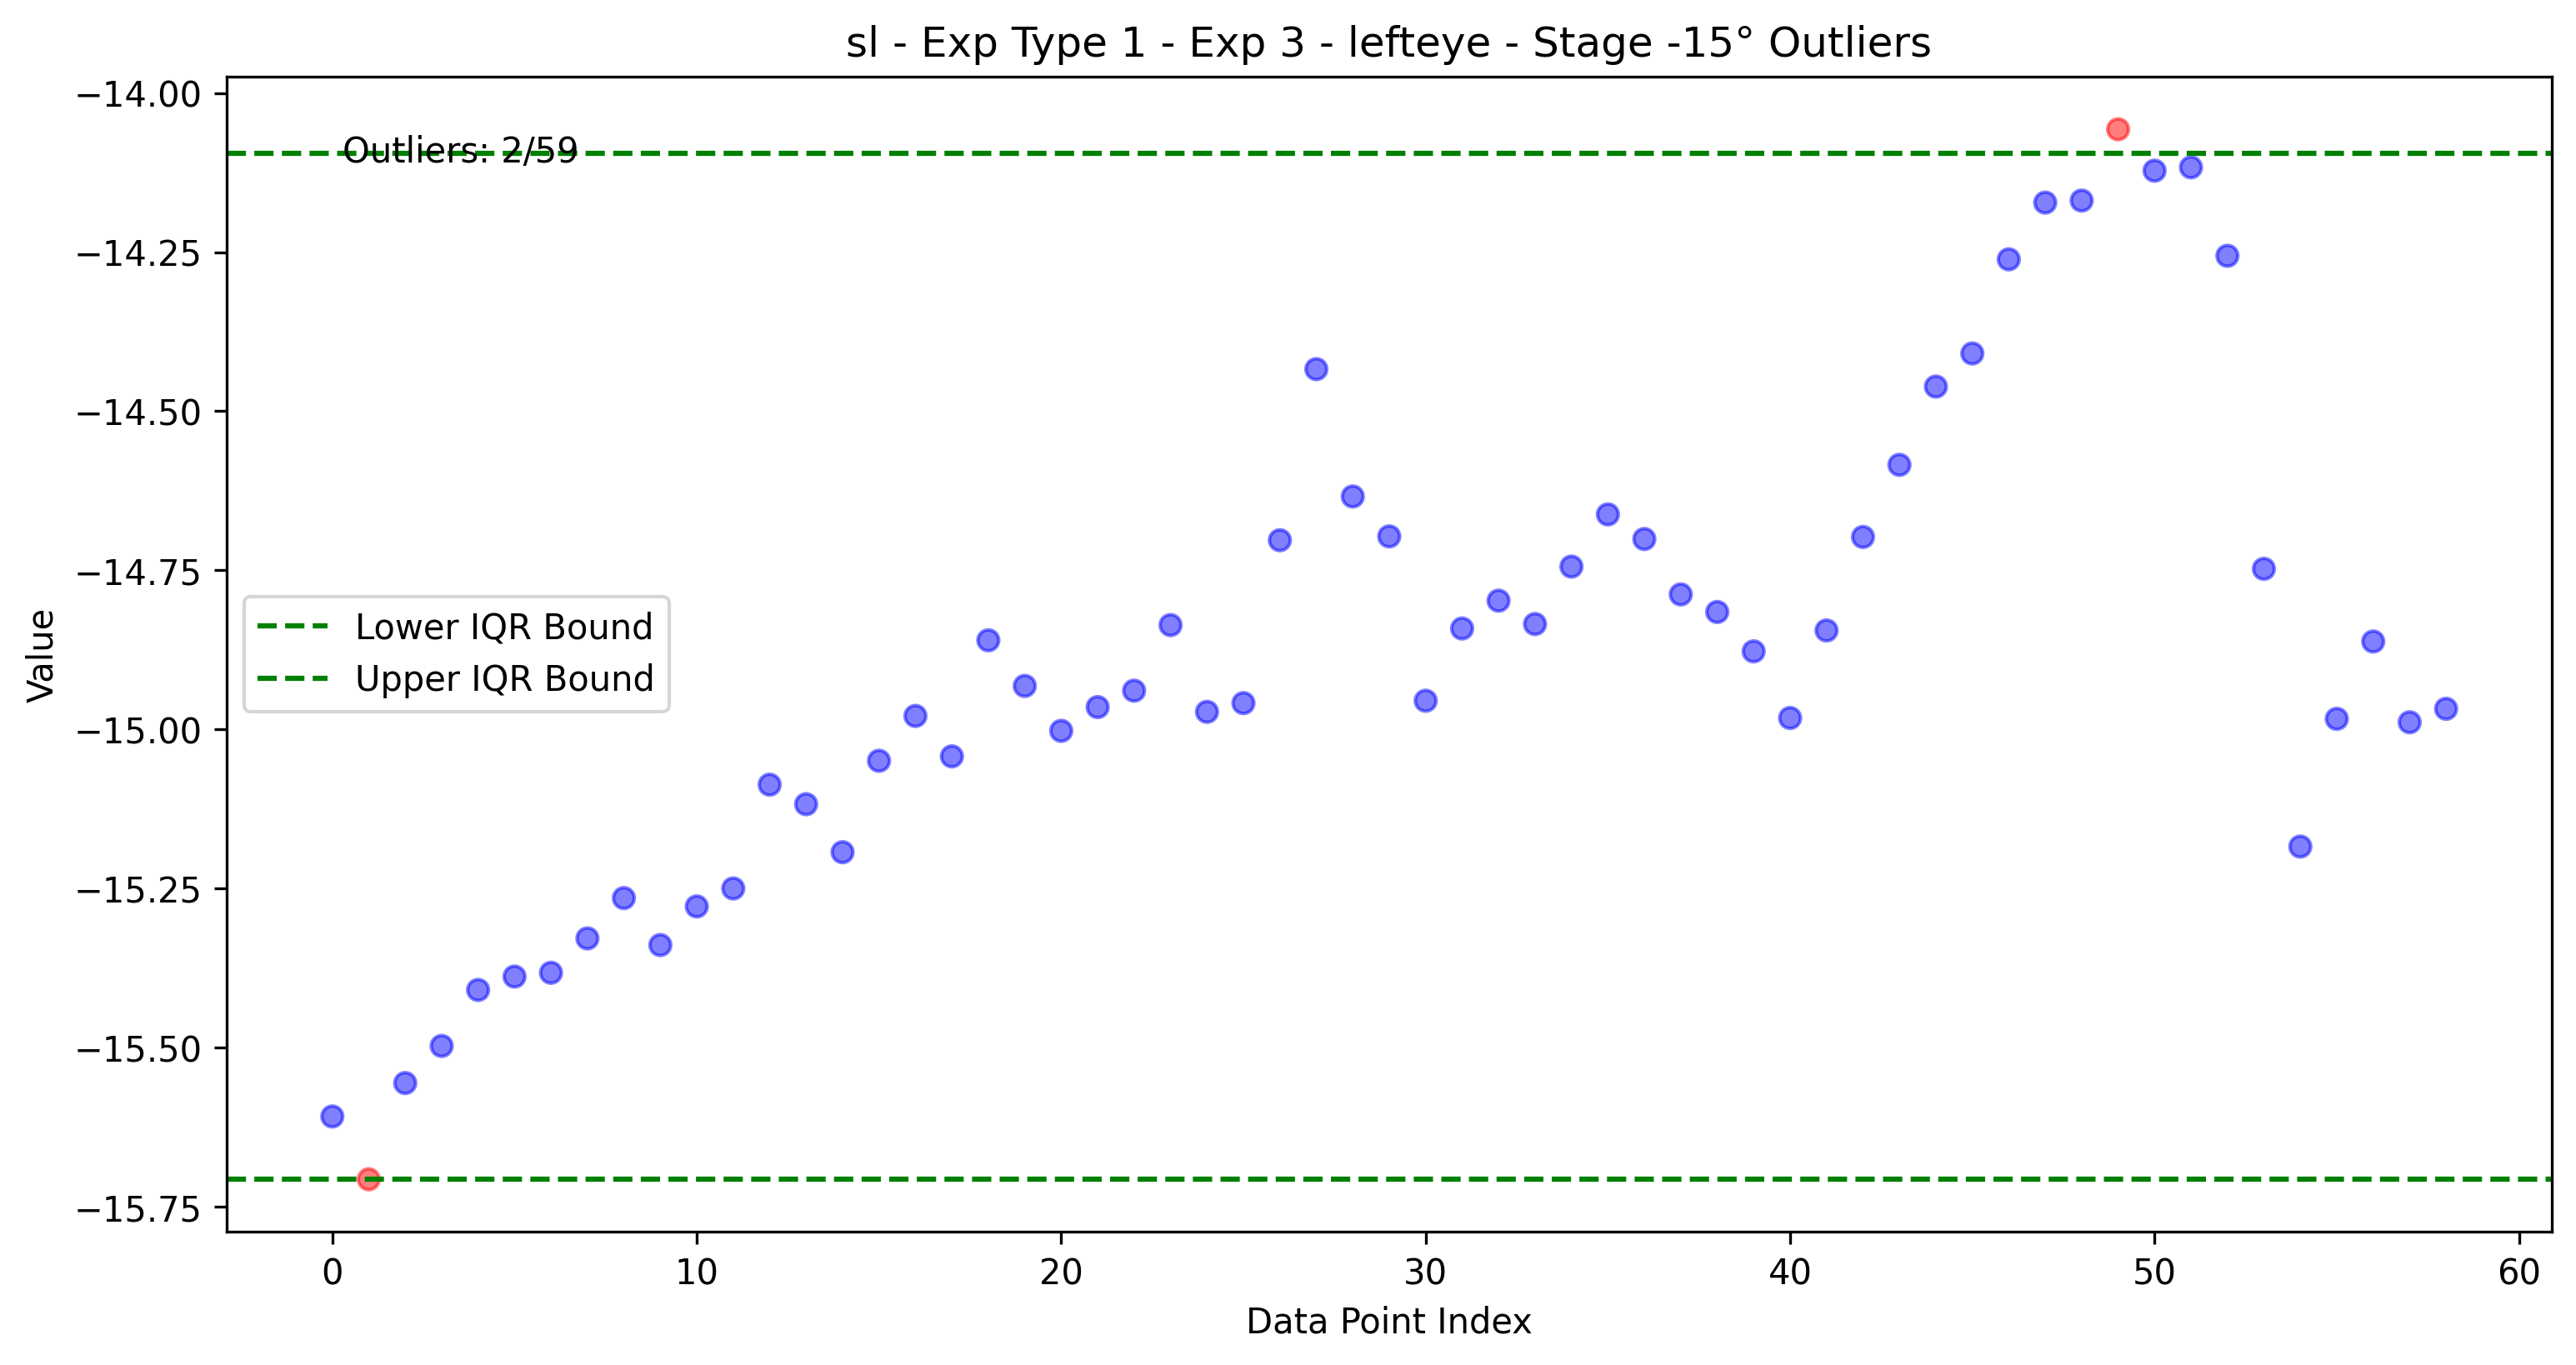 sl - Exp Type 1 - Exp 3 - lefteye - Stage -15° Outliers
−14.00
Outliers: 2/59
−14.25
−14.50
−14.75
Lower IQR Bound
Upper IQR Bound
Value
−15.00
−15.25
−15.50
−15.75
0 10 20 30 40 50 60
Data Point Index